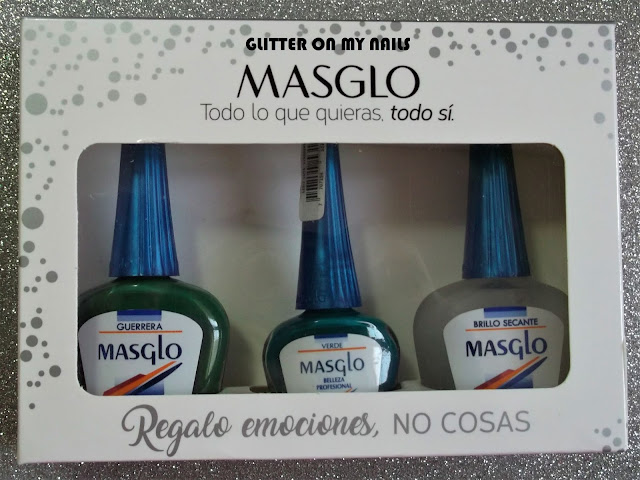 GLITTER ON MY NAILS
MASGLO
Todo lo que quieras, todo sí.
GUERRERA
MASglo
VERDE
MASglo
BELLEZA
PROFESIONAL
BRILLO SECANTE
MASglo
Regalo emociones, NO COSAS